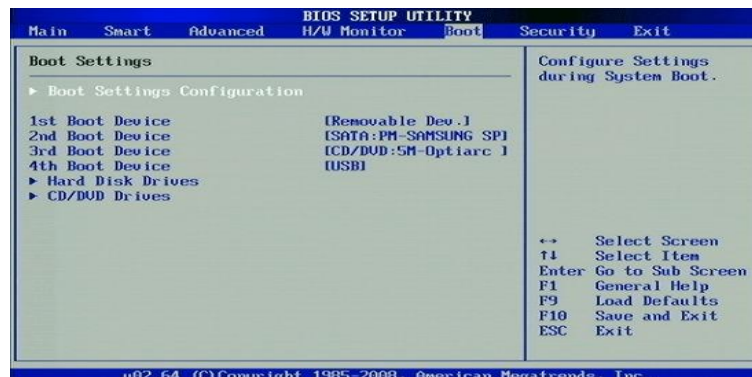 BIOS SETUP UTILITY
Main Smart Advanced H/W Monitor Boot Security Exit
Boot Settings
► Boot Settings Configuration
1st Boot Device [Removable Dev.]
2nd Boot Device [SATA:PM-SAMSUNG SP]
3rd Boot Device [CD/DVD:5M-Optiarc ]
4th Boot Device [USB]
► Hard Disk Drives
► CD/DVD Drives
Configure Settings
during System Boot.
↔ Select Screen
↑↓ Select Item
Enter Go to Sub Screen
F1 General Help
F9 Load Defaults
F10 Save and Exit
ESC Exit
v02.64 (C)Copyright 1985-2008, American Megatrends, Inc.